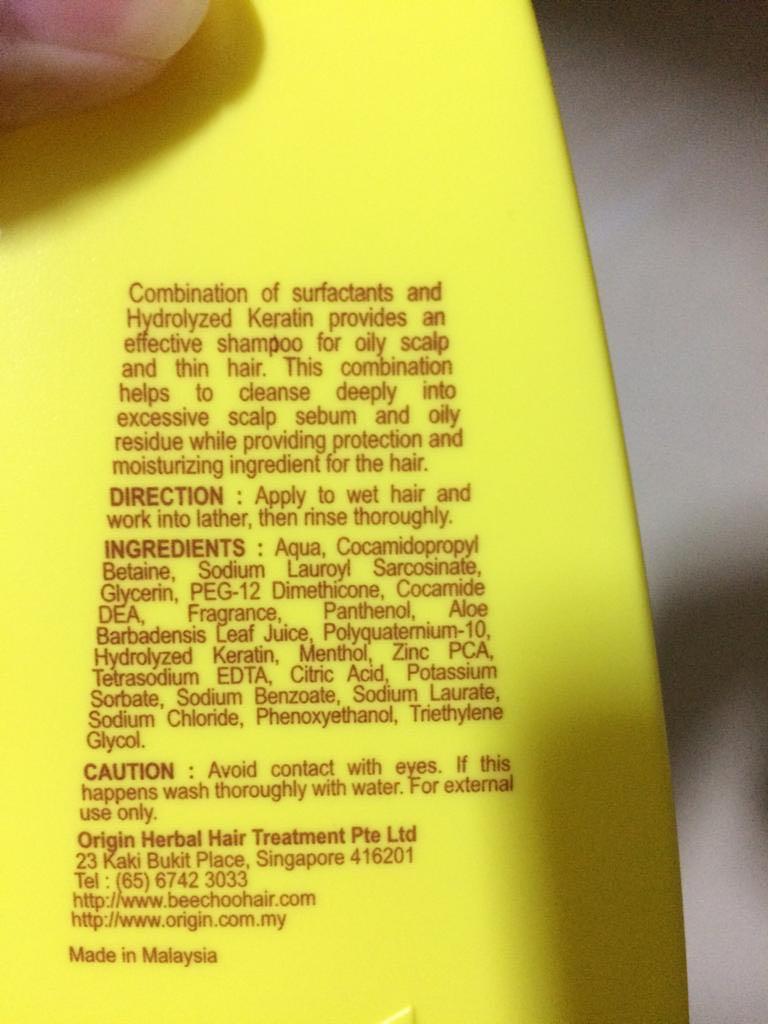 Combination of surfactants and
Hydrolyzed Keratin provides an
effective shampoo for oily scalp
and thin hair. This combination
helps to cleanse deeply into
excessive scalp sebum and oily
residue while providing protection and
moisturizing ingredient for the hair.
DIRECTION : Apply to wet hair and
work into lather, then rinse thoroughly.
INGREDIENTS : Aqua, Cocamidopropyl
Betaine, Sodium Lauroyl Sarcosinate,
Glycerin, PEG-12 Dimethicone, Cocamide
DEA, Fragrance, Panthenol, Aloe
Barbadensis Leaf Juice, Polyquaternium-10,
Hydrolyzed Keratin, Menthol, Zinc PCA,
Tetrasodium EDTA, Citric Acid, Potassium
Sorbate, Sodium Benzoate, Sodium Laurate,
Sodium Chloride, Phenoxyethanol, Triethylene
Glycol.
CAUTION : Avoid contact with eyes. If this
happens wash thoroughly with water. For external
use only.
Origin Herbal Hair Treatment Pte Ltd
23 Kaki Bukit Place, Singapore 416201
Tel : (65) 6742 3033
http://www.beechoohair.com
http://www.origin.com.my
Made in Malaysia